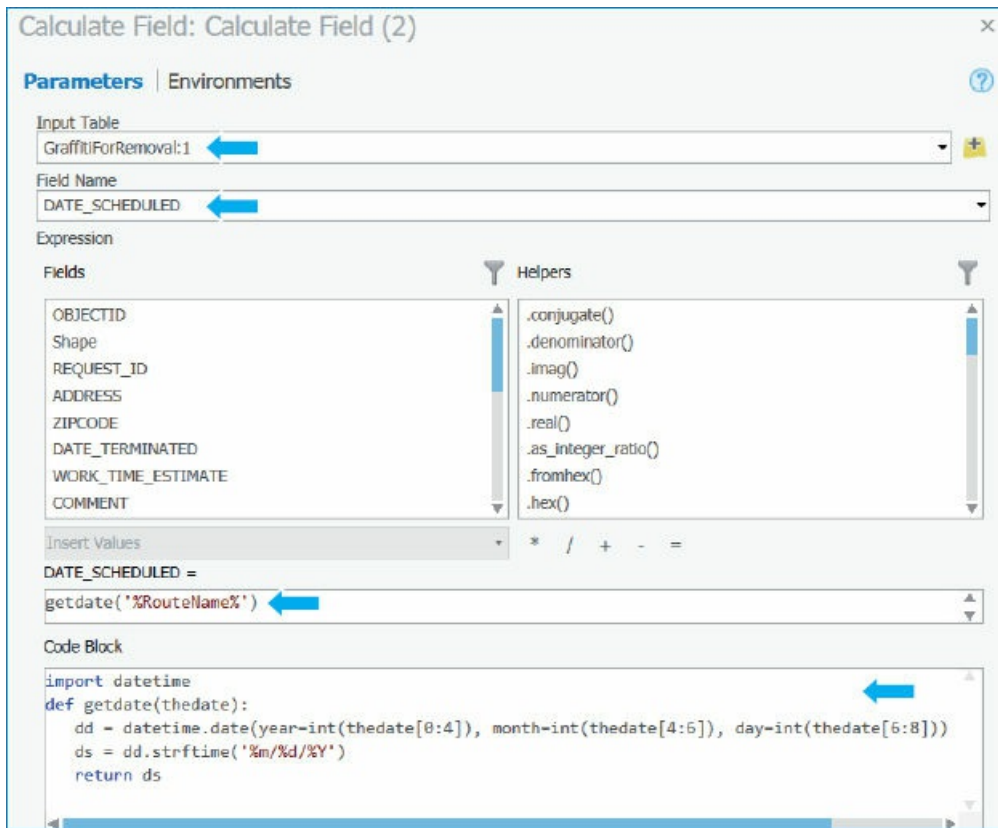 Calculate Field: Calculate Field (2)
Parameters | Environments
Input Table
GraffitiForRemoval:1
Field Name
DATE_SCHEDULED
Expression
Fields
Helpers
OBJECTID
Shape
REQUEST_ID
ADDRESS
ZIPCODE
DATE_TERMINATED
WORK_TIME_ESTIMATE
COMMENT
.conjugate()
.denominator()
.imag()
.numerator()
.real()
.as_integer_ratio()
.fromhex()
.hex()
Insert Values
* / + - =
DATE_SCHEDULED =
getdate('%RouteName%')
Code Block
import datetime
def getdate(thedate):
dd = datetime.date(year=int(thedate[0:4]), month=int(thedate[4:6]), day=int(thedate[6:8]))
ds = dd.strftime('%m/%d/%Y')
return ds